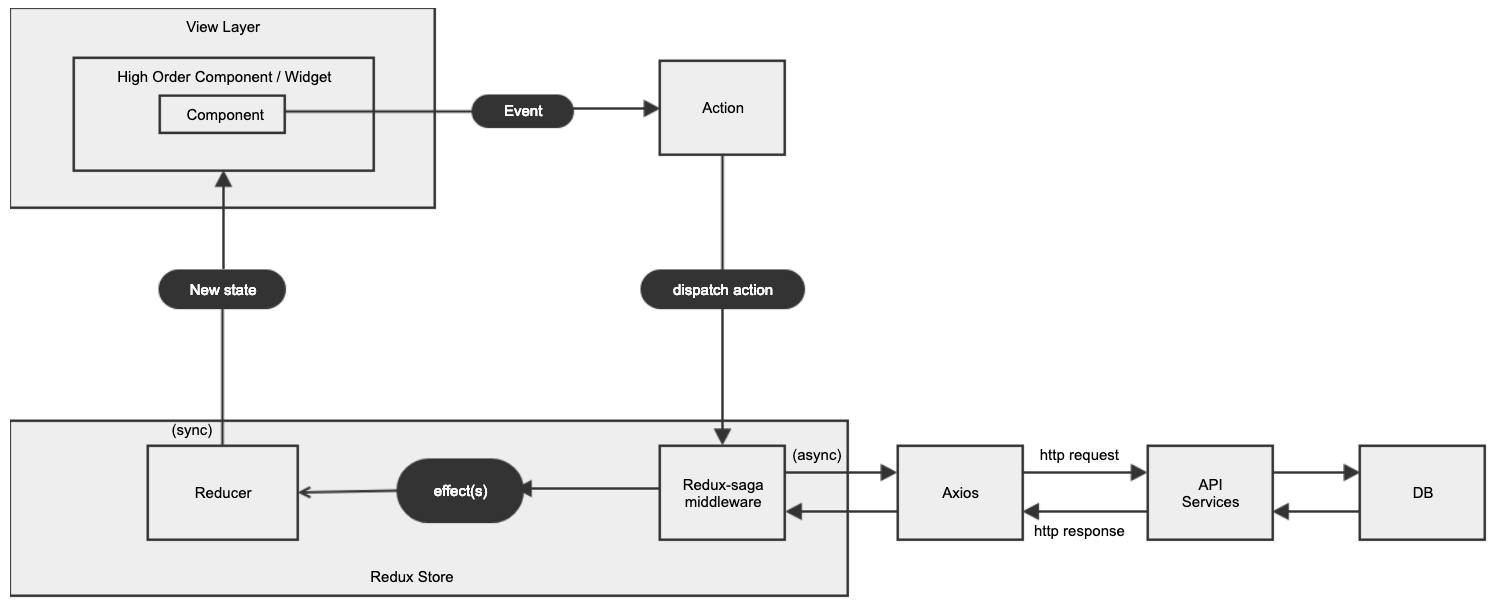 View Layer
High Order Component / Widget
Component
Event
Action
New state
dispatch action
(sync)
Reducer
effect(s)
Redux-saga
middleware
(async)
Axios
http request
http response
API
Services
DB
Redux Store